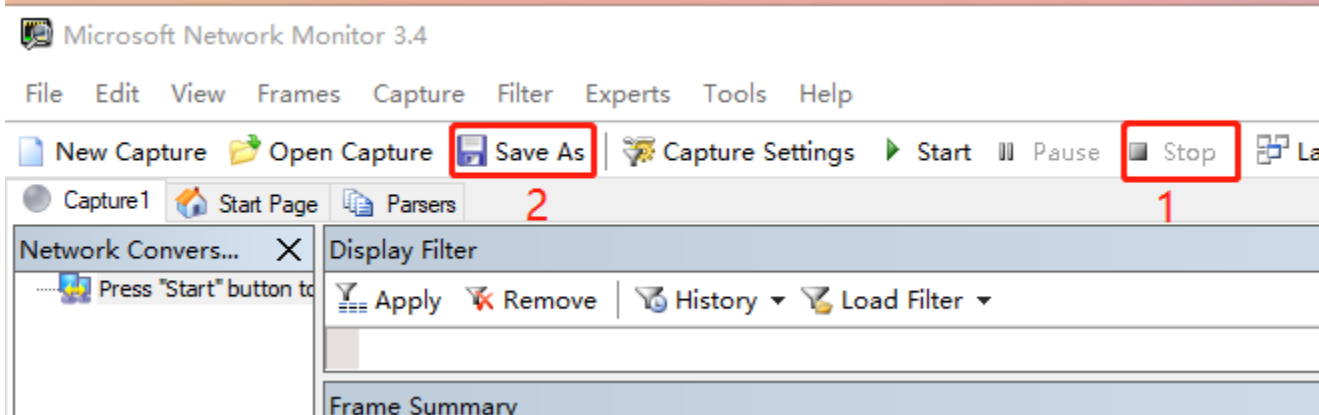 Microsoft Network Monitor 3.4
File Edit View Frames Capture Filter Experts Tools Help
New Capture Open Capture Save As Capture Settings Start Pause Stop La
Capture1 Start Page Parsers 2 1
Network Convers... Display Filter
Press "Start" button to
Apply Remove History Load Filter
Frame Summary